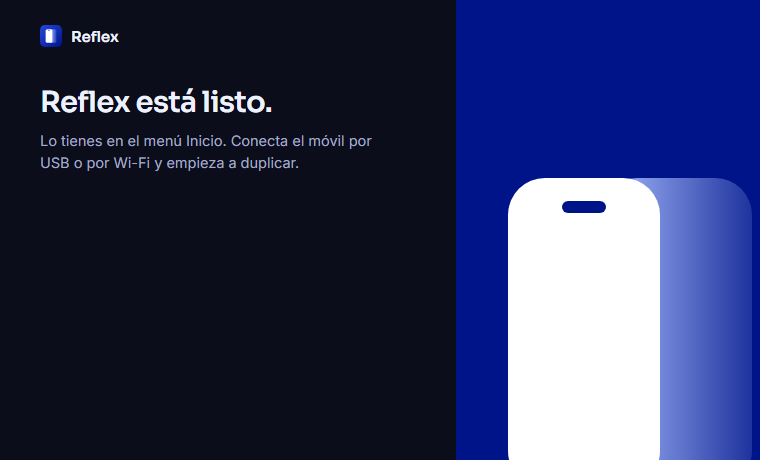 Reflex
Reflex está listo.
Lo tienes en el menú Inicio. Conecta el móvil por
USB o por Wi-Fi y empieza a duplicar.